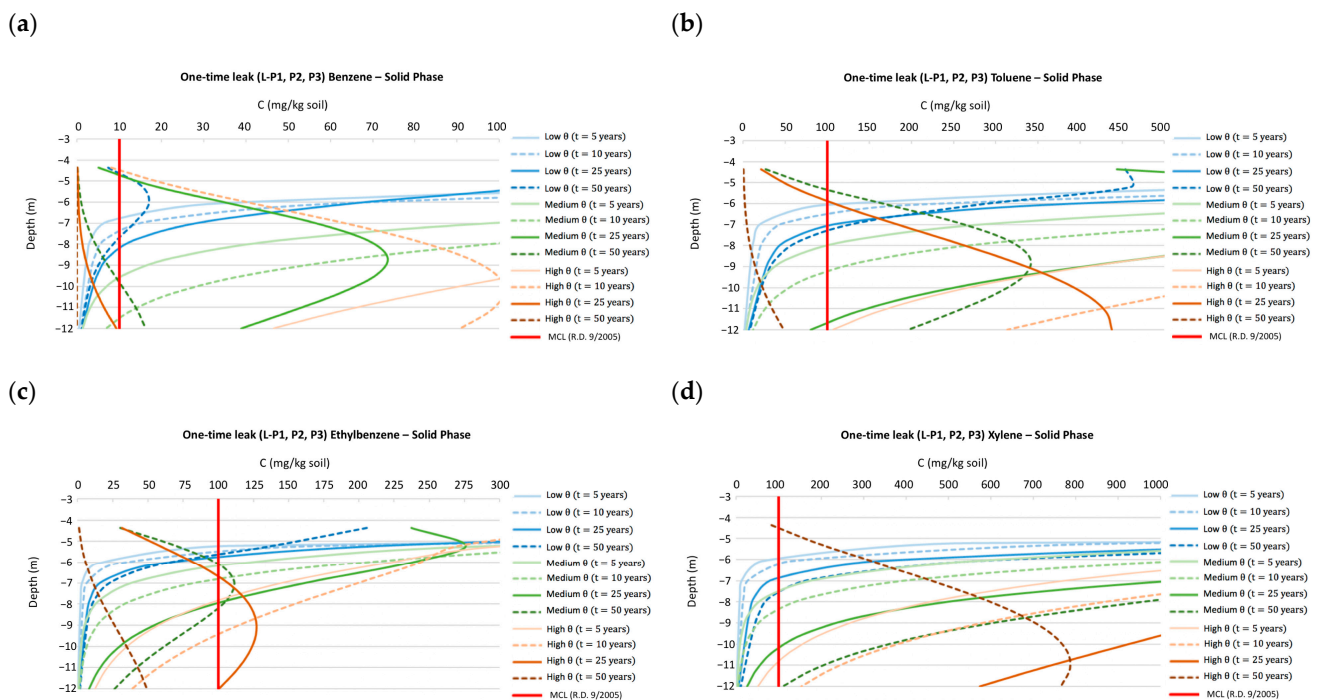 (a)
One-time leak (L-P1, P2, P3) Benzene – Solid Phase
C (mg/kg soil)
0 10 20 30 40 50 60 70 80 90 100
Depth (m)
−3
−4
−5
−6
−7
−8
−9
−10
−11
−12
Low θ (t = 5 years)
Low θ (t = 10 years)
Low θ (t = 25 years)
Low θ (t = 50 years)
Medium θ (t = 5 years)
Medium θ (t = 10 years)
Medium θ (t = 25 years)
Medium θ (t = 50 years)
High θ (t = 5 years)
High θ (t = 10 years)
High θ (t = 25 years)
High θ (t = 50 years)
MCL (R.D. 9/2005)
(b)
One-time leak (L-P1, P2, P3) Toluene – Solid Phase
C (mg/kg soil)
0 50 100 150 200 250 300 350 400 450 500
Depth (m)
−3
−4
−5
−6
−7
−8
−9
−10
−11
−12
Low θ (t = 5 years)
Low θ (t = 10 years)
Low θ (t = 25 years)
Low θ (t = 50 years)
Medium θ (t = 5 years)
Medium θ (t = 10 years)
Medium θ (t = 25 years)
Medium θ (t = 50 years)
High θ (t = 5 years)
High θ (t = 10 years)
High θ (t = 25 years)
High θ (t = 50 years)
MCL (R.D. 9/2005)
(c)
One-time leak (L-P1, P2, P3) Ethylbenzene – Solid Phase
C (mg/kg soil)
0 25 50 75 100 125 150 175 200 225 250 275 300
Depth (m)
−3
−4
−5
−6
−7
−8
−9
−10
−11
−12
Low θ (t = 5 years)
Low θ (t = 10 years)
Low θ (t = 25 years)
Low θ (t = 50 years)
Medium θ (t = 5 years)
Medium θ (t = 10 years)
Medium θ (t = 25 years)
Medium θ (t = 50 years)
High θ (t = 5 years)
High θ (t = 10 years)
High θ (t = 25 years)
High θ (t = 50 years)
MCL (R.D. 9/2005)
(d)
One-time leak (L-P1, P2, P3) Xylene – Solid Phase
C (mg/kg soil)
0 100 200 300 400 500 600 700 800 900 1000
Depth (m)
−3
−4
−5
−6
−7
−8
−9
−10
−11
−12
Low θ (t = 5 years)
Low θ (t = 10 years)
Low θ (t = 25 years)
Low θ (t = 50 years)
Medium θ (t = 5 years)
Medium θ (t = 10 years)
Medium θ (t = 25 years)
Medium θ (t = 50 years)
High θ (t = 5 years)
High θ (t = 10 years)
High θ (t = 25 years)
High θ (t = 50 years)
MCL (R.D. 9/2005)